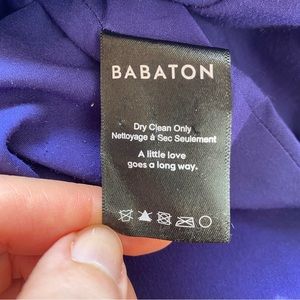 BABATON
Dry Clean Only
Nettoyage à Sec Seulement
A little love
goes a long way.